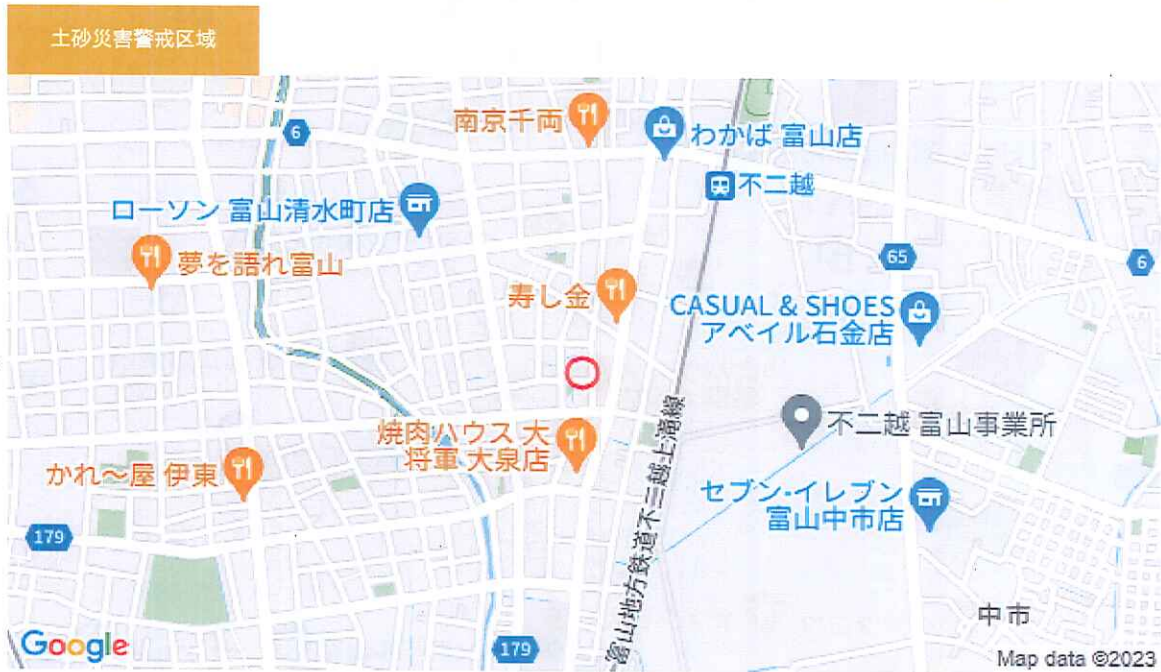 土砂災害警戒区域
南京千両
6
わかば 富山店
不二越
ローソン 富山清水町店
夢を語れ富山
65
6
寿し金
CASUAL & SHOES
アベイル石金店
焼肉ハウス 大
将軍 大泉店
不二越 富山事業所
かれ〜屋 伊東
セブン-イレブン
富山中市店
179
富山地方鉄道不二越上滝線
中市
Google
179
Map data ©2023